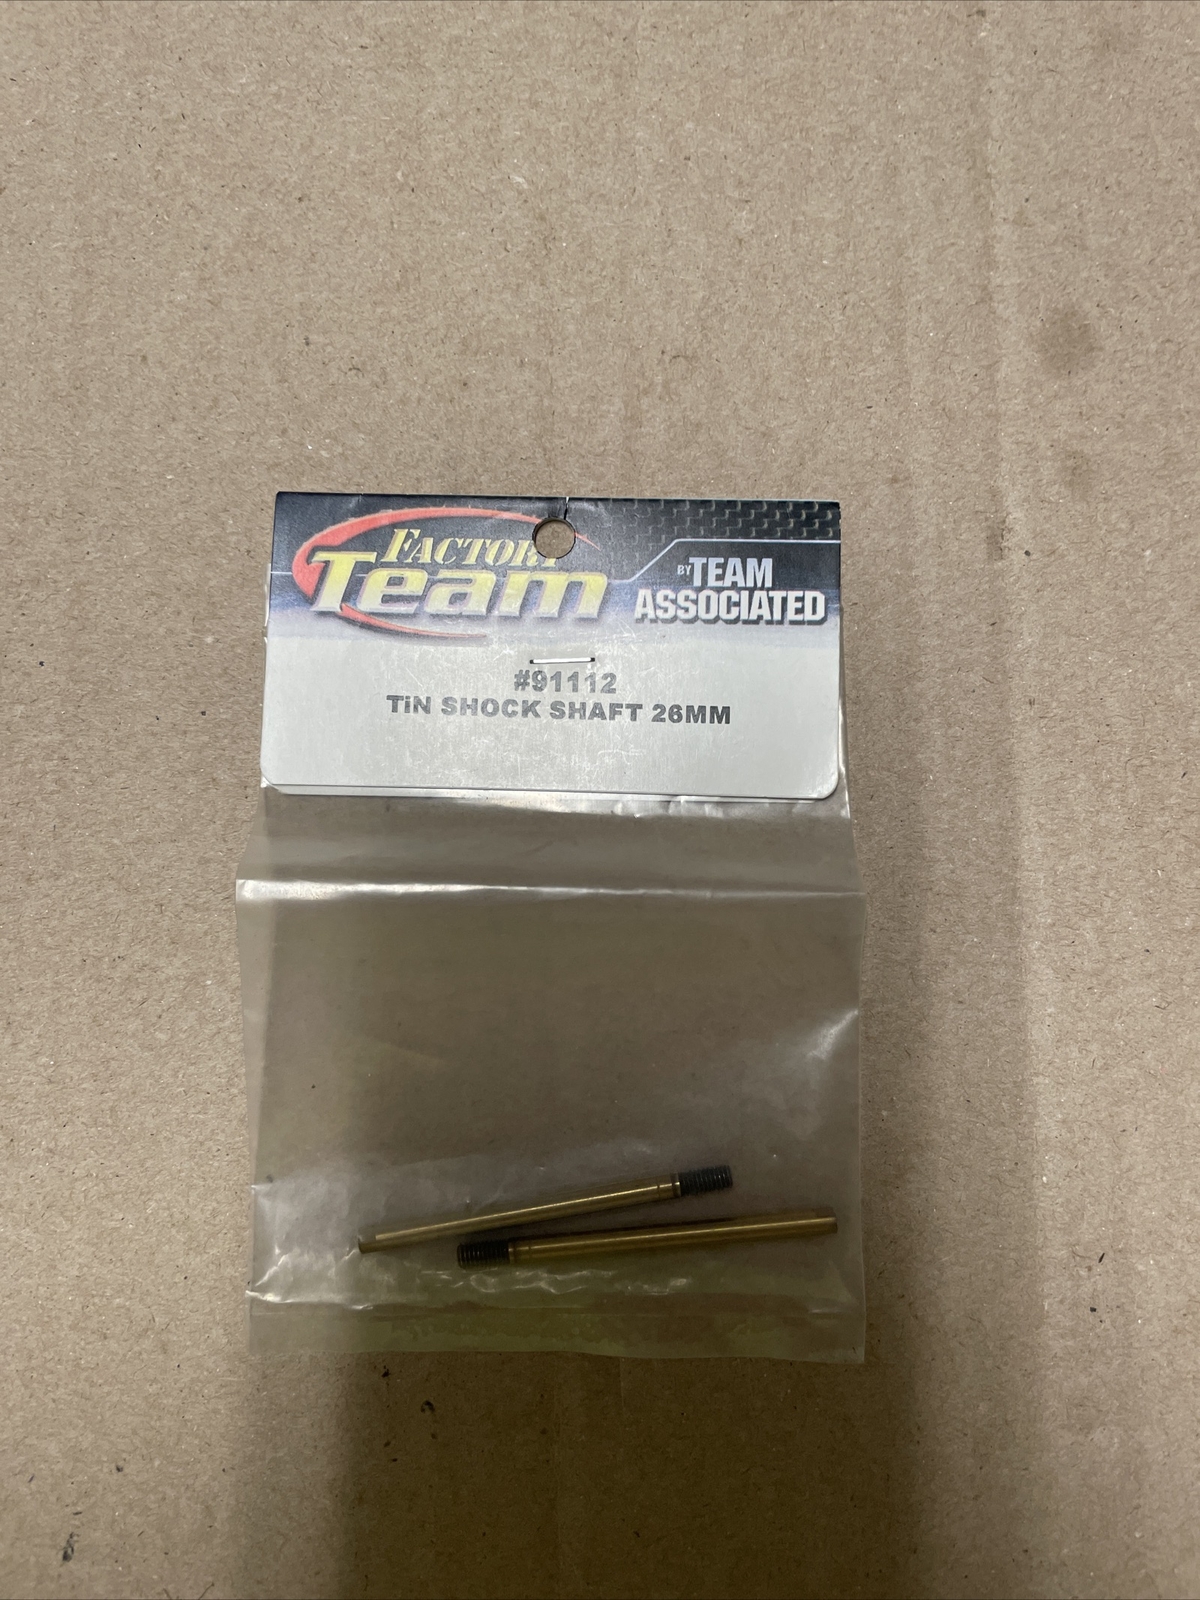 FACTORY
Team
BY TEAM
ASSOCIATED
#91112
TiN SHOCK SHAFT 26MM